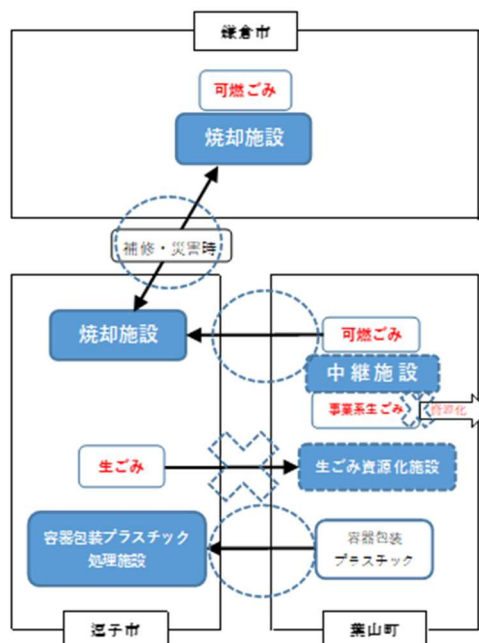 鎌倉市
可燃ごみ
焼却施設
補修・災害時
焼却施設
可燃ごみ
中継施設
事業系生ごみ
資源化
生ごみ
生ごみ資源化施設
容器包装プラスチック
処理施設
容器包装
プラスチック
逗子市
葉山町